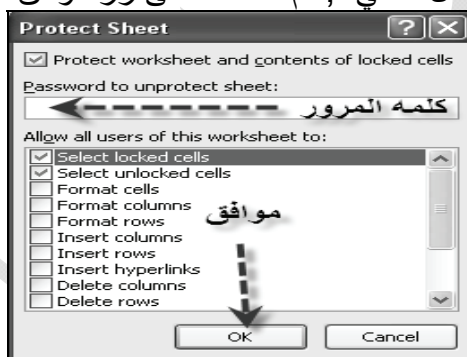 Protect Sheet
Protect worksheet and contents of locked cells
Password to unprotect sheet:
كلمه المرور
Allow all users of this worksheet to:
Select locked cells
Select unlocked cells
Format cells
Format columns
Format rows
موافق
Insert columns
Insert rows
Insert hyperlinks
Delete columns
Delete rows
OK Cancel